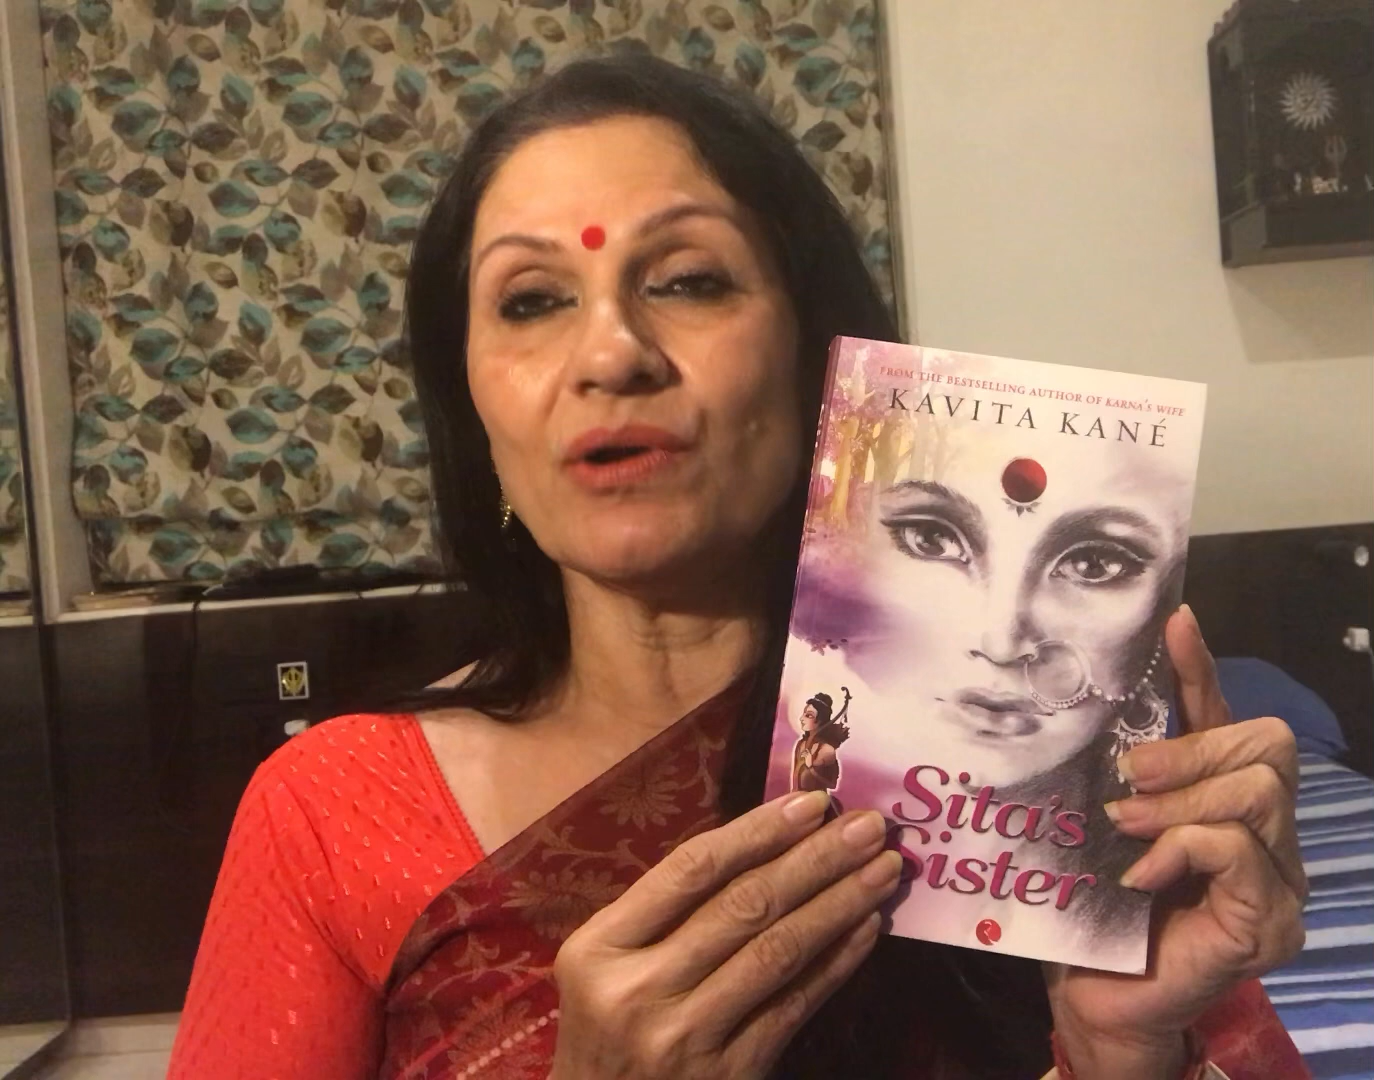 FROM THE BESTSELLING AUTHOR OF KARNA'S WIFE
KAVITA KANÉ
Sita's
Sister